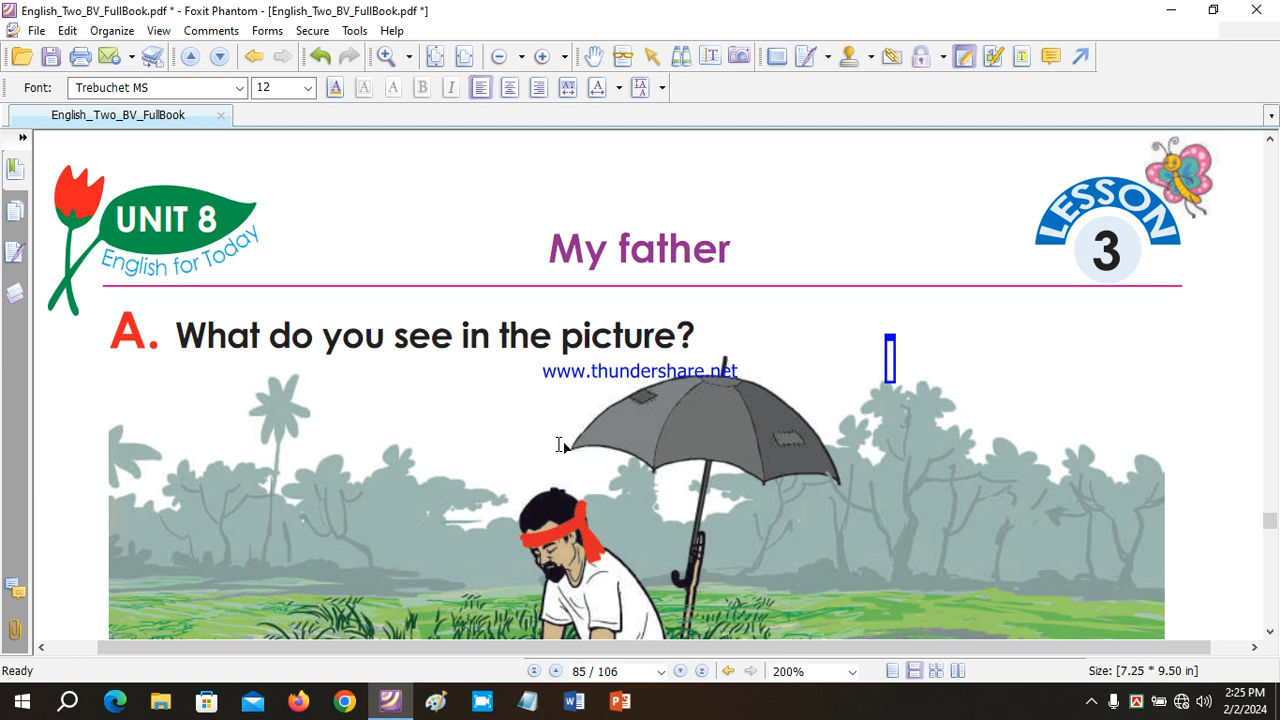 English_Two_BV_FullBook.pdf * - Foxit Phantom - [English_Two_BV_FullBook.pdf *]
File Edit Organize View Comments Forms Secure Tools Help
Font: Trebuchet MS 12
English_Two_BV_FullBook
UNIT 8
English for Today
My father
LESSON
3
A. What do you see in the picture?
www.thundershare.net
Ready 85 / 106 200% Size: [7.25 * 9.50 in]
2:25 PM
2/2/2024